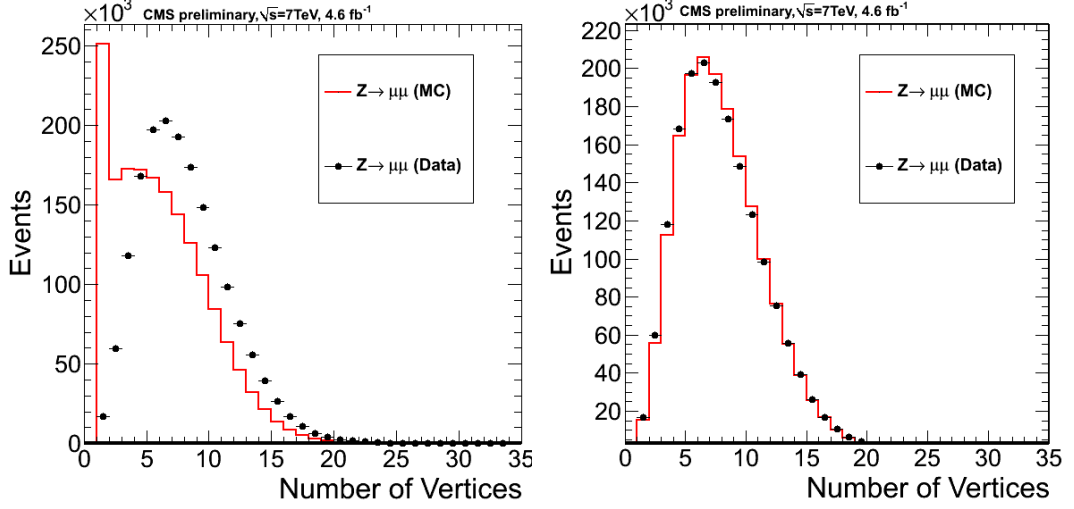 ×10³ CMS preliminary,√s=7TeV, 4.6 fb⁻¹
250
200
150
100
50
0
Events
Z→ μμ (MC)
Z→ μμ (Data)
0 5 10 15 20 25 30 35
Number of Vertices
×10³ CMS preliminary,√s=7TeV, 4.6 fb⁻¹
220
200
180
160
140
120
100
80
60
40
20
Events
Z→ μμ (MC)
Z→ μμ (Data)
0 5 10 15 20 25 30 35
Number of Vertices